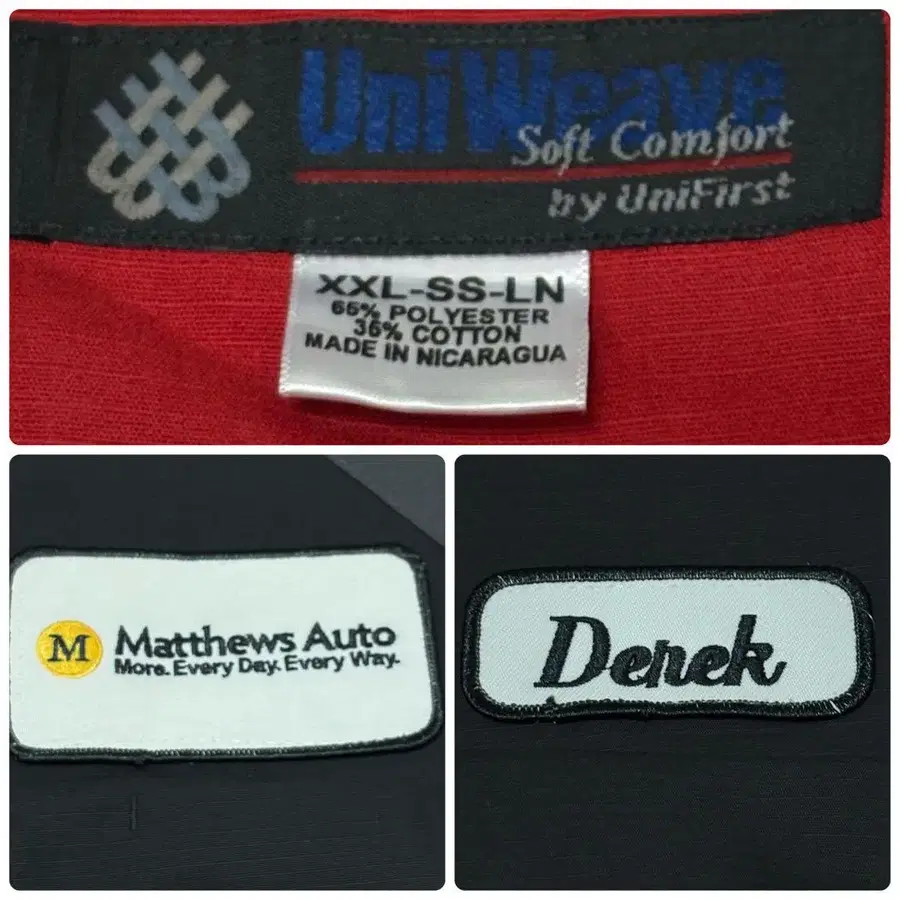 UniWeave
Soft Comfort
by UniFirst
XXL-SS-LN
65% POLYESTER
35% COTTON
MADE IN NICARAGUA
M
Matthews Auto
More. Every Day. Every Way.
Derek